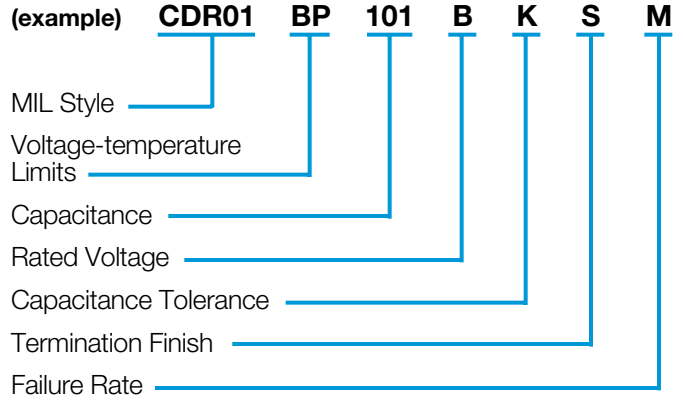 (example) CDR01 BP 101 B K S M
MIL Style
Voltage-temperature
Limits
Capacitance
Rated Voltage
Capacitance Tolerance
Termination Finish
Failure Rate